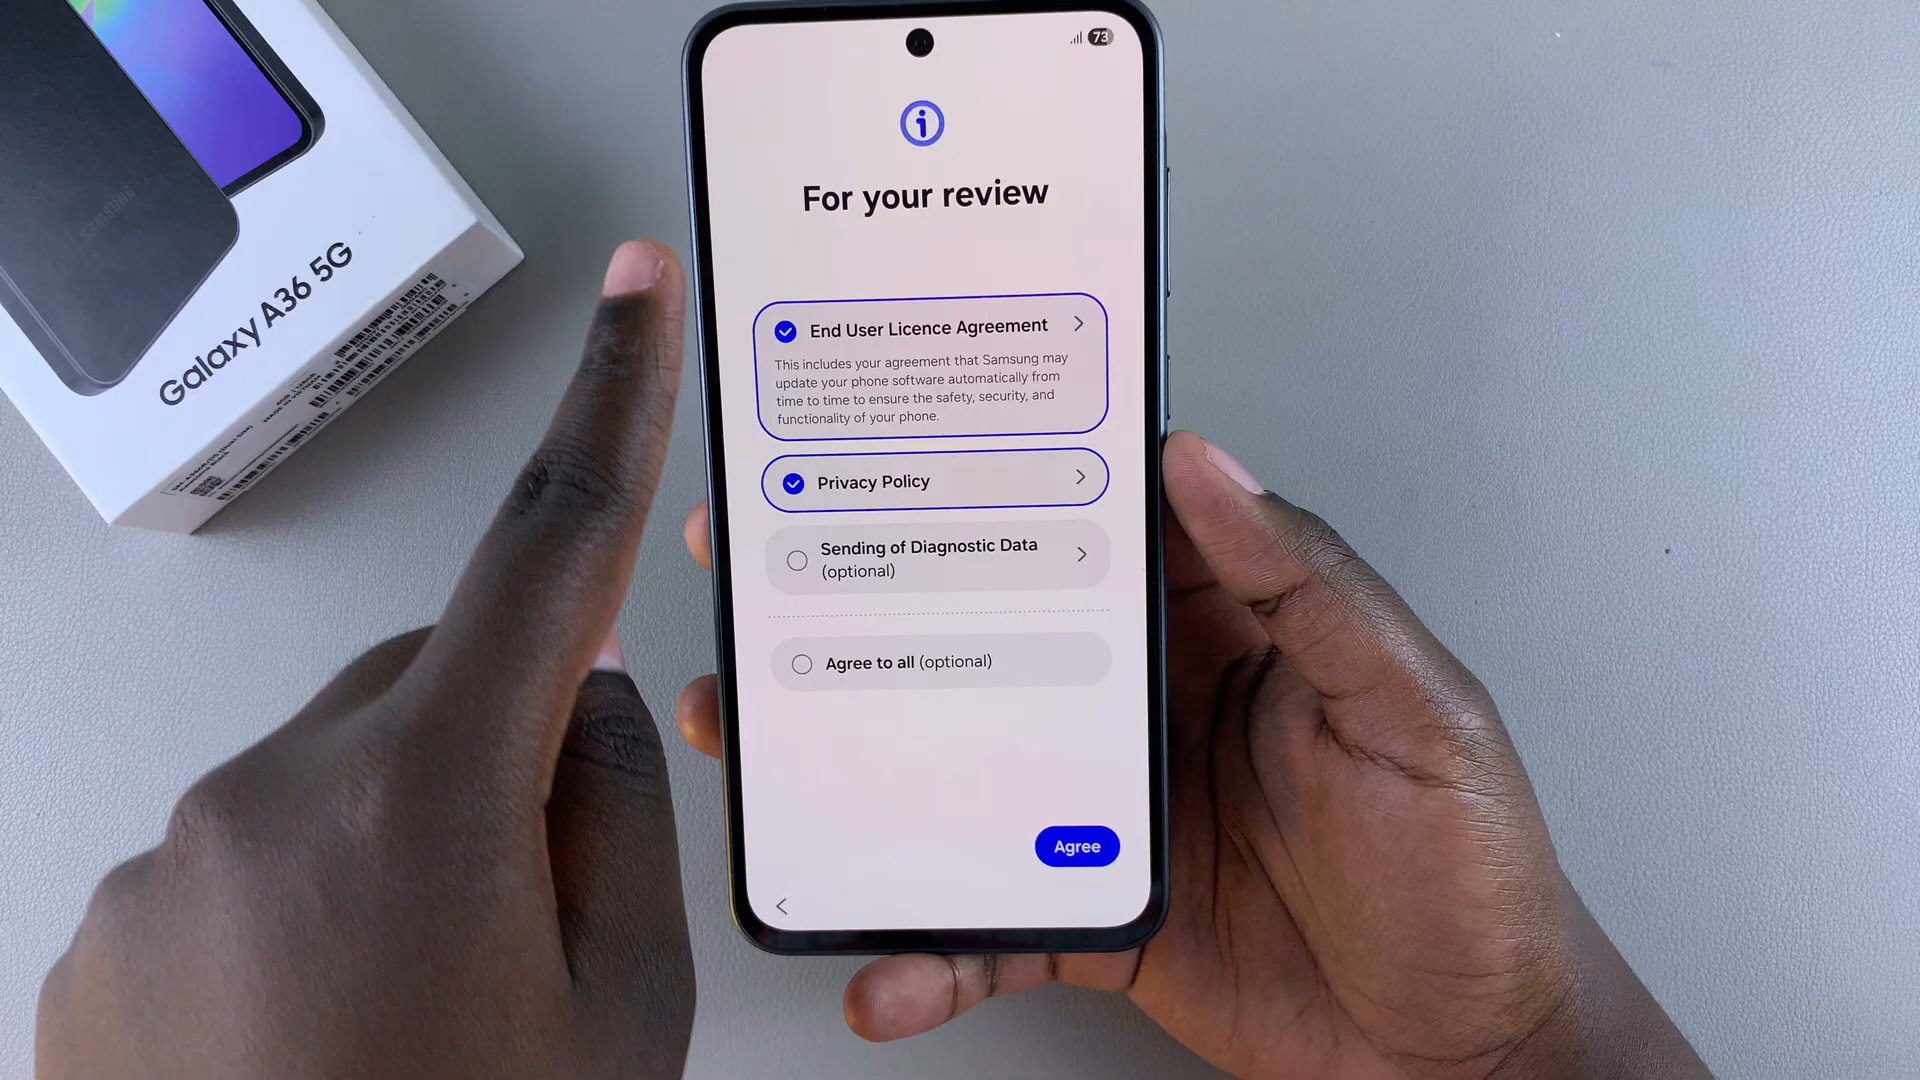 73
For your review
End User Licence Agreement
This includes your agreement that Samsung may
update your phone software automatically from
time to time to ensure the safety, security, and
functionality of your phone.
Privacy Policy
Sending of Diagnostic Data
(optional)
Agree to all (optional)
Agree
SAMSUNG
Galaxy A36 5G